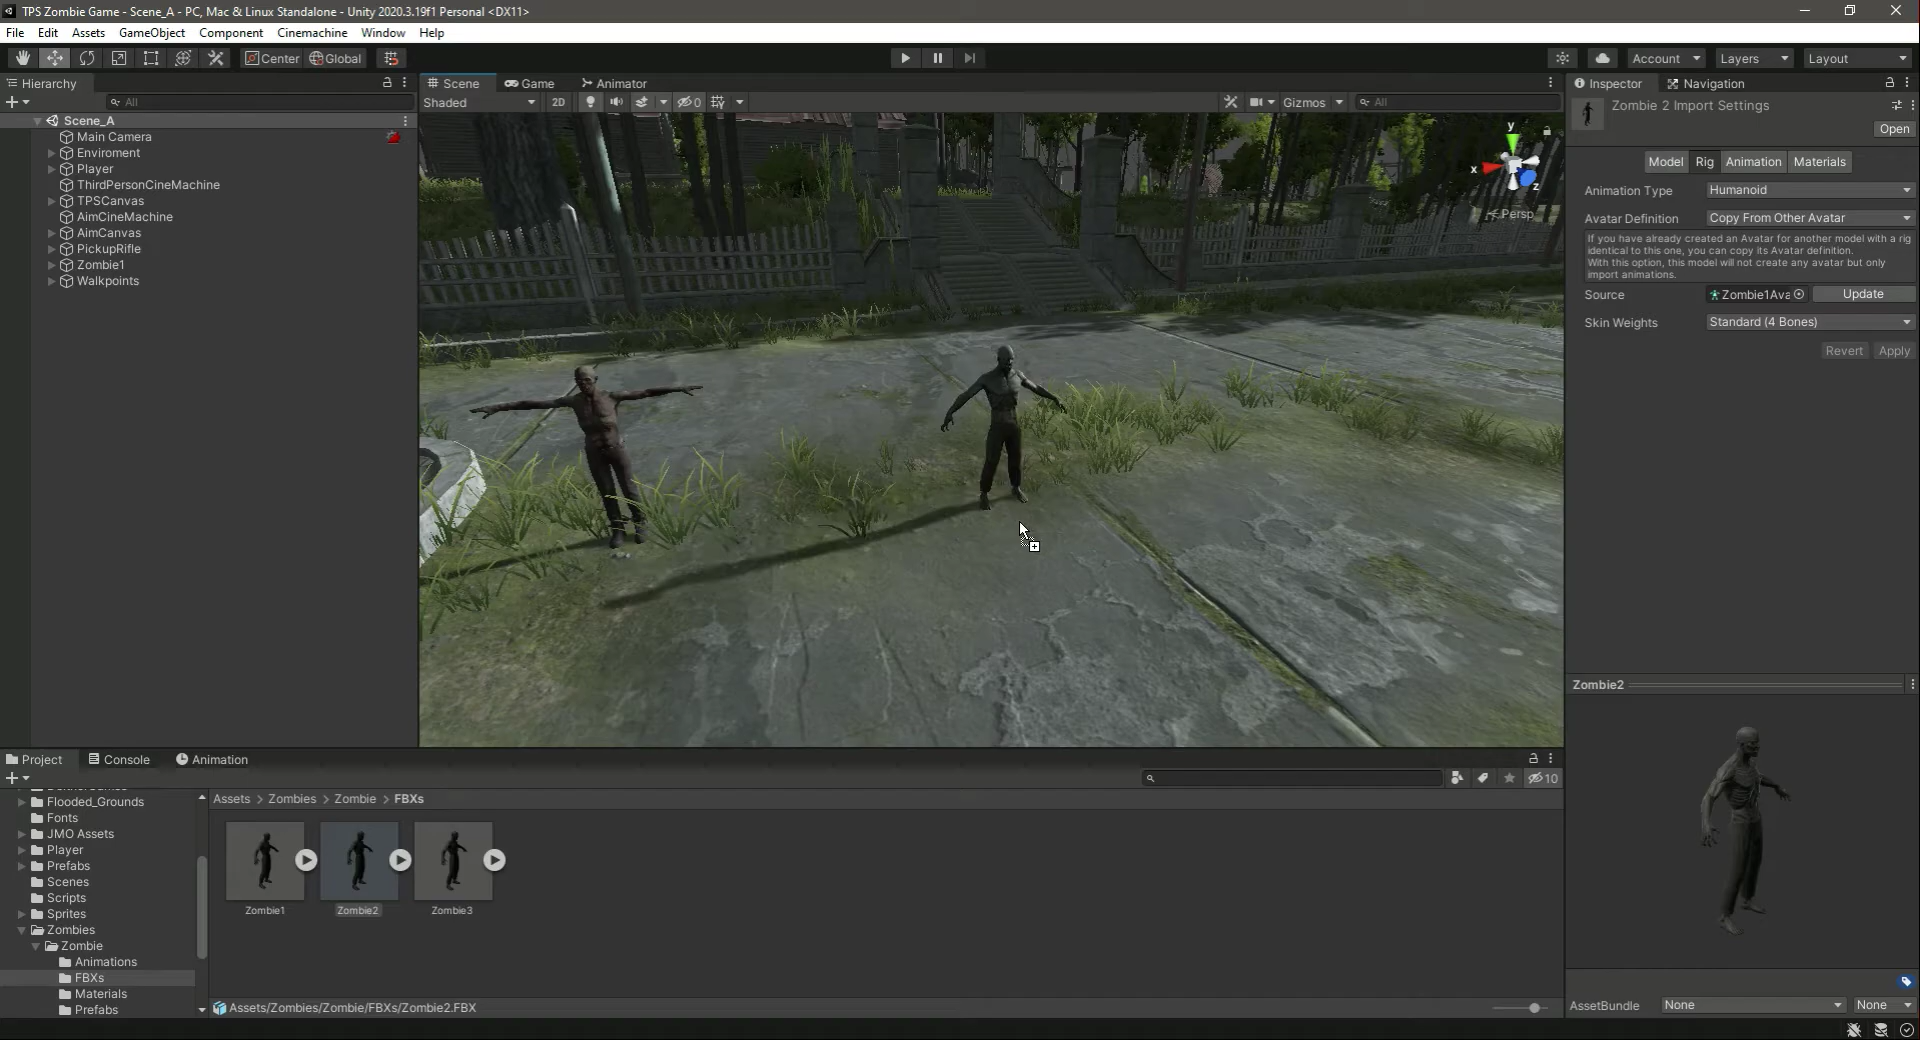 TPS Zombie Game - Scene_A - PC, Mac & Linux Standalone - Unity 2020.3.19f1 Personal <DX11>
File Edit Assets GameObject Component Cinemachine Window Help
Center Global Account Layers Layout
Hierarchy
All
Scene_A
Main Camera
Enviroment
Player
ThirdPersonCineMachine
TPSCanvas
AimCineMachine
AimCanvas
PickupRifle
Zombie1
Walkpoints
Scene Game Animator
Shaded 2D 0 Gizmos All
y
x
z
Persp
Inspector Navigation
Zombie 2 Import Settings
Open
Model Rig Animation Materials
Animation Type Humanoid
Avatar Definition Copy From Other Avatar
If you have already created an Avatar for another model with a rig
identical to this one, you can copy its Avatar definition.
With this option, this model will not create any avatar but only
import animations.
Source Zombie1Ava Update
Skin Weights Standard (4 Bones)
Revert Apply
Zombie2
AssetBundle None None
Project Console Animation
10
Flooded_Grounds
Fonts
JMO Assets
Player
Prefabs
Scenes
Scripts
Sprites
Zombies
Zombie
Animations
FBXs
Materials
Prefabs
Assets > Zombies > Zombie > FBXs
Zombie1 Zombie2 Zombie3
Assets/Zombies/Zombie/FBXs/Zombie2.FBX